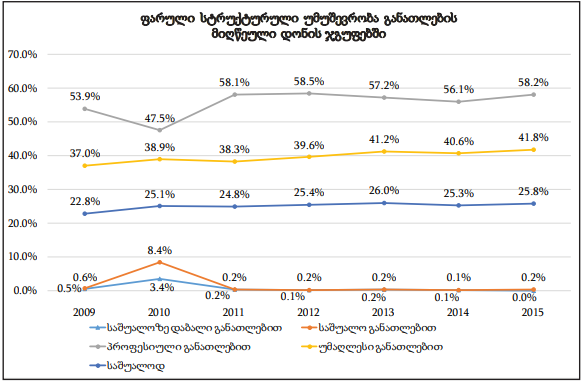 ფარული სტრუქტურული უმუშევრობა განათლების
მიღწეული დონის ჯგუფებში
70.0%
60.0%
50.0%
40.0%
30.0%
20.0%
10.0%
0.0%
53.9% 47.5% 58.1% 58.5% 57.2% 56.1% 58.2%
37.0% 38.9% 38.3% 39.6% 41.2% 40.6% 41.8%
22.8% 25.1% 24.8% 25.4% 26.0% 25.3% 25.8%
0.6% 8.4% 0.2% 0.2% 0.2% 0.1% 0.2%
0.5% 3.4% 0.2% 0.1% 0.2% 0.1% 0.0%
2009 2010 2011 2012 2013 2014 2015
საშუალოზე დაბალი განათლებით საშუალო განათლებით
პროფესიული განათლებით უმაღლესი განათლებით
საშუალოდ